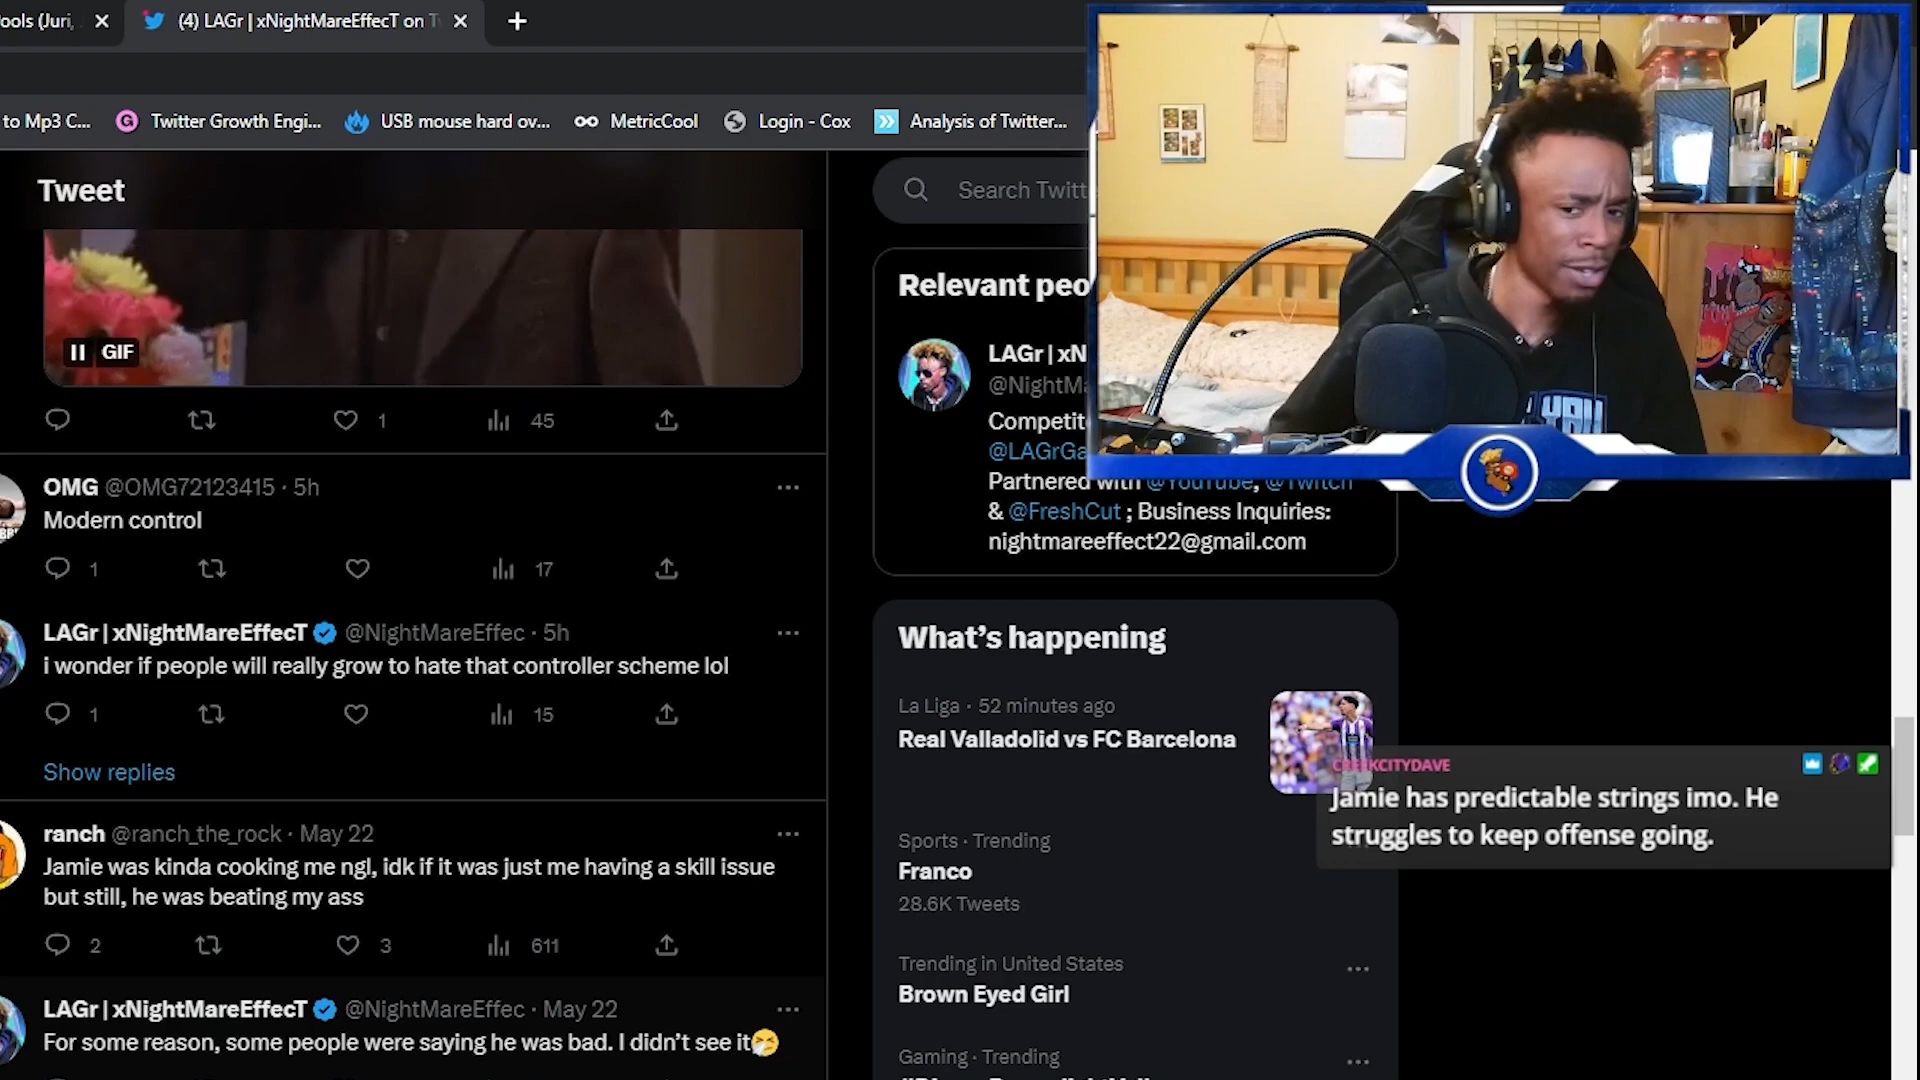 ools (Juri,
(4) LAGr | xNightMareEffecT on T
to Mp3 C...
Twitter Growth Engi...
USB mouse hard ov...
MetricCool
Login - Cox
Analysis of Twitter...
Tweet
GIF
1
45
OMG @OMG72123415 · 5h
Modern control
1
17
LAGr | xNightMareEffecT @NightMareEffec · 5h
i wonder if people will really grow to hate that controller scheme lol
1
15
Show replies
ranch @ranch_the_rock · May 22
Jamie was kinda cooking me ngl, idk if it was just me having a skill issue
but still, he was beating my ass
2
3
611
LAGr | xNightMareEffecT @NightMareEffec · May 22
For some reason, some people were saying he was bad. I didn't see it
Search Twitt
Relevant peo
LAGr | xN
@NightMa
Competit
@LAGrGa
Partnered with @YouTube, @Twitch
& @FreshCut ; Business Inquiries:
nightmareeffect22@gmail.com
What's happening
La Liga · 52 minutes ago
Real Valladolid vs FC Barcelona
Sports · Trending
Franco
28.6K Tweets
Trending in United States
Brown Eyed Girl
Gaming · Trending
CREEKCITYDAVE
Jamie has predictable strings imo. He
struggles to keep offense going.